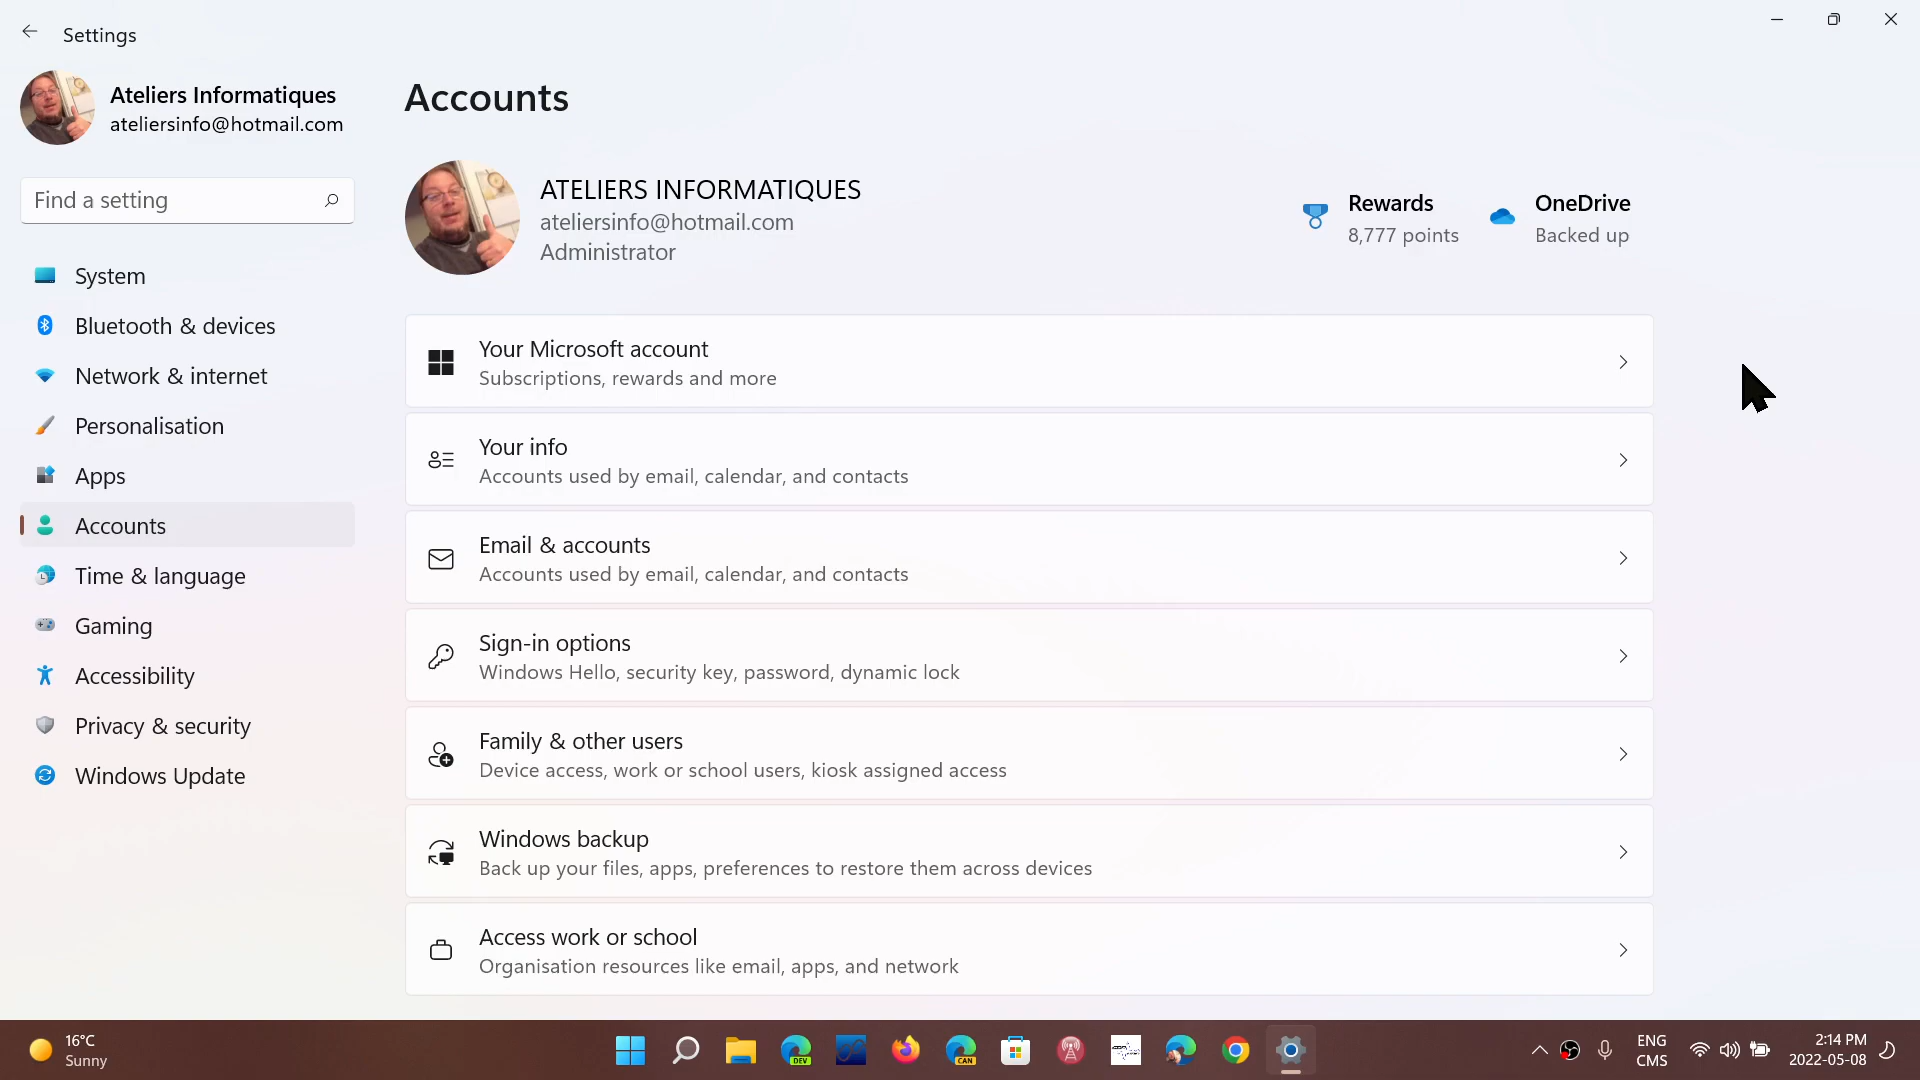 Settings
Ateliers Informatiques
ateliersinfo@hotmail.com
Find a setting
System
Bluetooth & devices
Network & internet
Personalisation
Apps
Accounts
Time & language
Gaming
Accessibility
Privacy & security
Windows Update
Accounts
ATELIERS INFORMATIQUES
ateliersinfo@hotmail.com
Administrator
Rewards
8,777 points
OneDrive
Backed up
Your Microsoft account
Subscriptions, rewards and more
Your info
Accounts used by email, calendar, and contacts
Email & accounts
Accounts used by email, calendar, and contacts
Sign-in options
Windows Hello, security key, password, dynamic lock
Family & other users
Device access, work or school users, kiosk assigned access
Windows backup
Back up your files, apps, preferences to restore them across devices
Access work or school
Organisation resources like email, apps, and network
16°C
Sunny
DEV
CAN
ENG
CMS
2:14 PM
2022-05-08